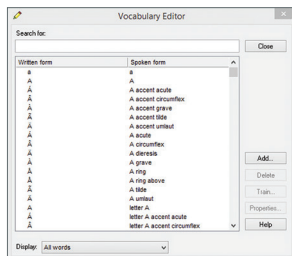 Vocabulary Editor
Search for:
Close
Written form Spoken form
a a
A A
Á A accent acute
Â A accent circumflex
À A accent grave
Ã A accent tilde
Ä A accent umlaut
Á A acute
Â A circumflex
Ä A dieresis
À A grave
Å A ring
Å A ring above
Ã A tilde
Ä A umlaut
A letter A
Á letter A accent acute
Â letter A accent circumflex
Add...
Delete
Train...
Properties...
Help
Display: All words